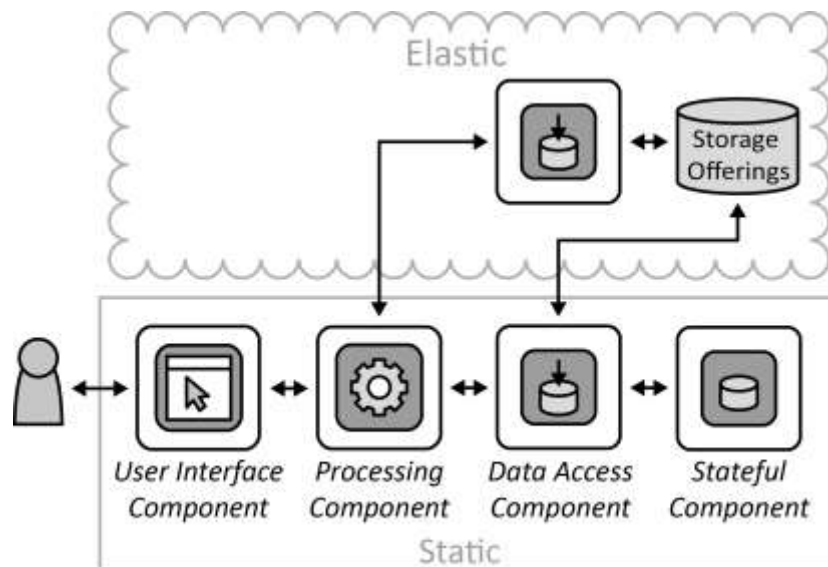 Elastic
Storage
Offerings
User Interface
Component
Processing
Component
Data Access
Component
Stateful
Component
Static